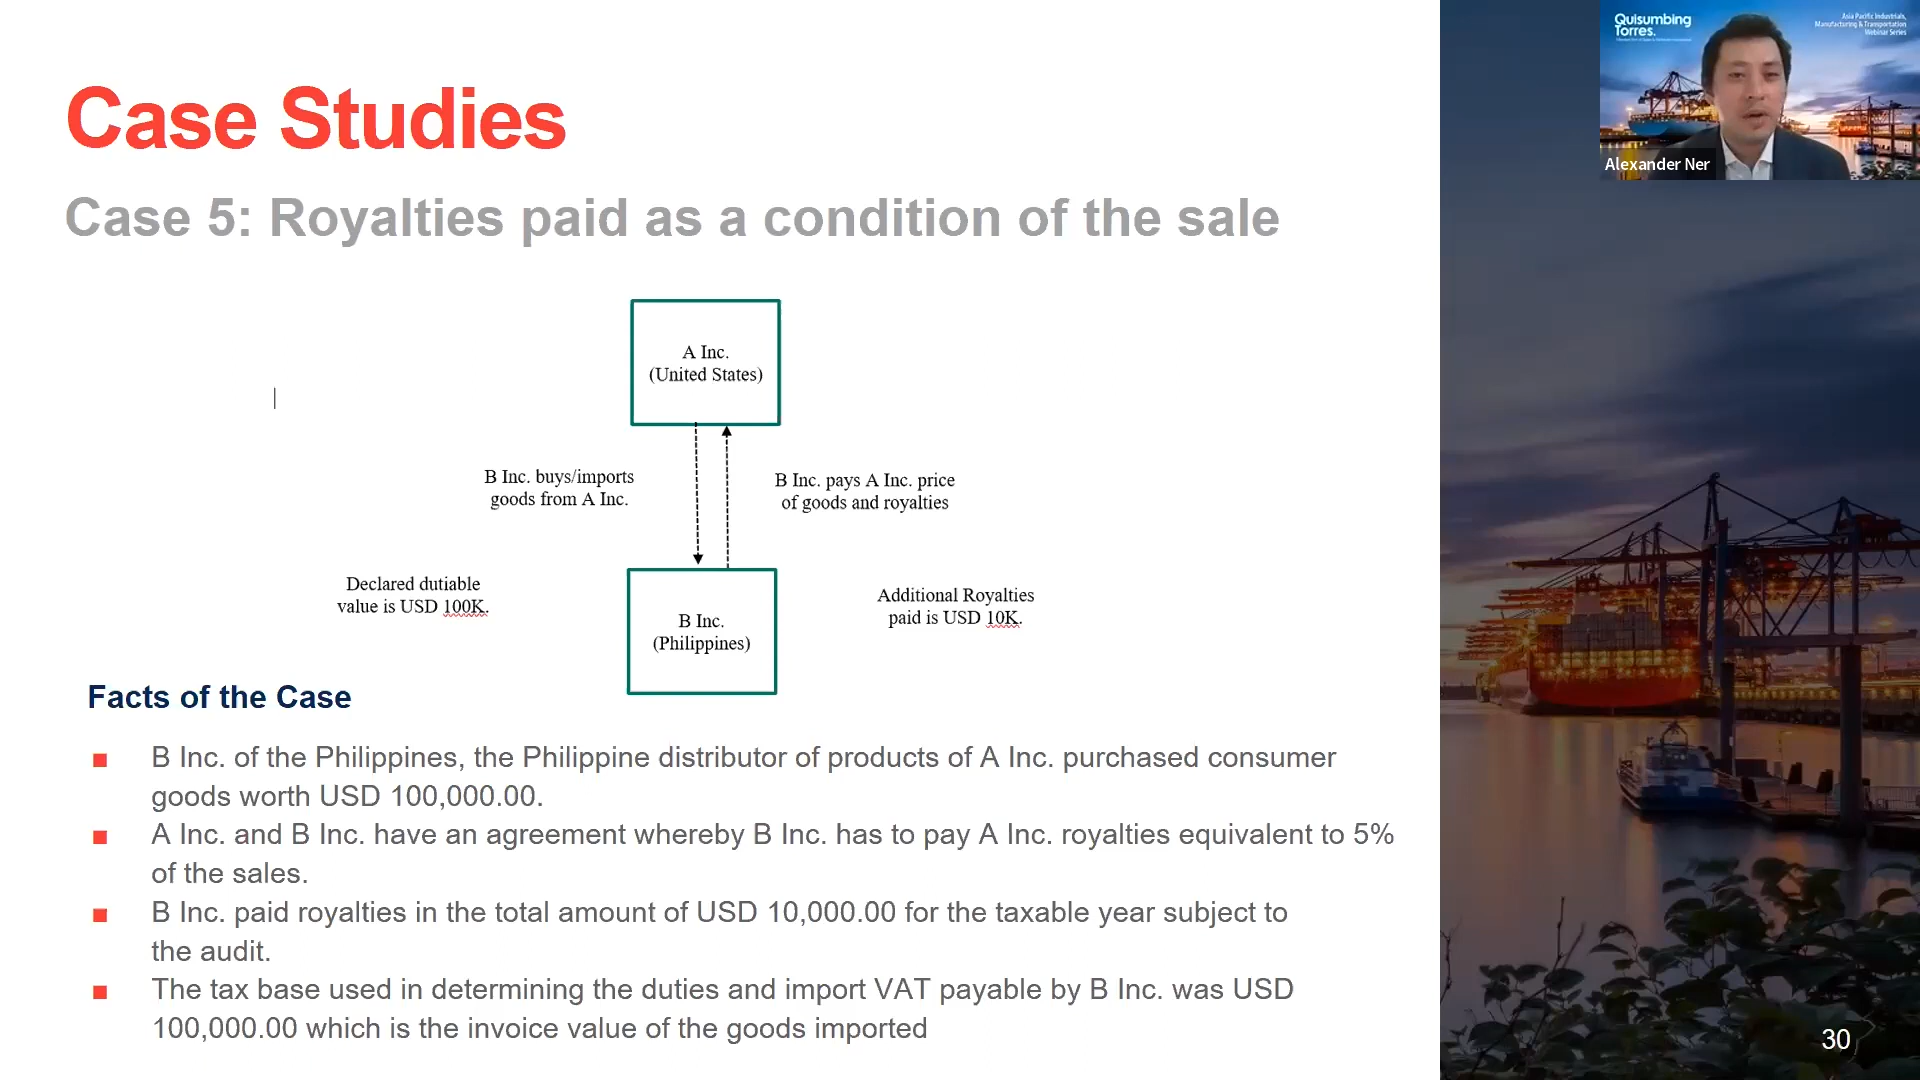 Case Studies
Case 5: Royalties paid as a condition of the sale
A Inc.
(United States)
B Inc. buys/imports
goods from A Inc.
B Inc. pays A Inc. price
of goods and royalties
Declared dutiable
value is USD 100K.
Additional Royalties
paid is USD 10K.
B Inc.
(Philippines)
Facts of the Case
B Inc. of the Philippines, the Philippine distributor of products of A Inc. purchased consumer
goods worth USD 100,000.00.
A Inc. and B Inc. have an agreement whereby B Inc. has to pay A Inc. royalties equivalent to 5%
of the sales.
B Inc. paid royalties in the total amount of USD 10,000.00 for the taxable year subject to
the audit.
The tax base used in determining the duties and import VAT payable by B Inc. was USD
100,000.00 which is the invoice value of the goods imported
Quisumbing
Torres.
Asia Pacific Industrials,
Manufacturing & Transportation
Webinar Series
Alexander Ner
30